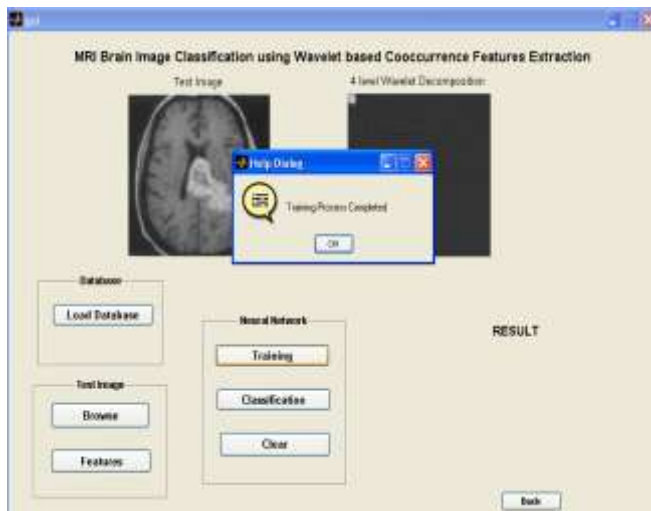 gui
MRI Brain Image Classification using Wavelet based Cooccurrence Features Extraction
Test Image
4 level Wavelet Decomposition
Help Dialog
Training Process Completed
OK
Database
Load Database
Neural Network
Training
Classification
Clear
RESULT
Test Image
Browse
Features
Back